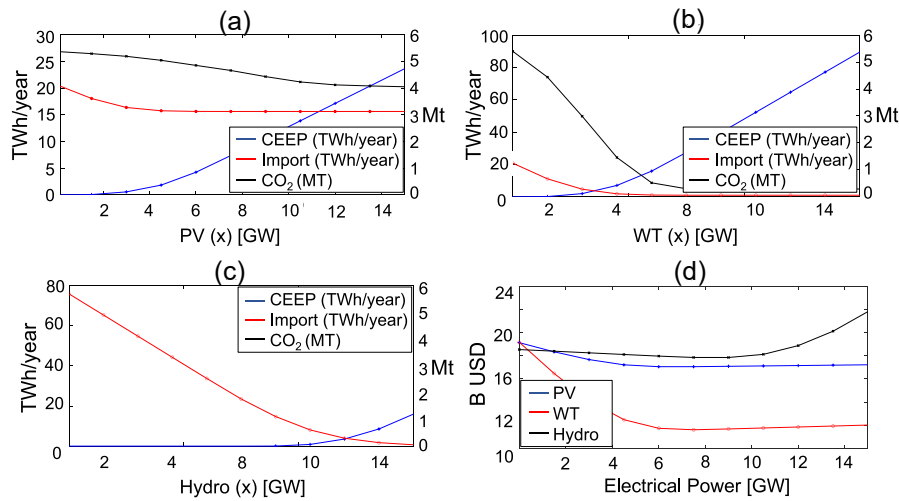 (a)
30
25
20
15
10
5
0
TWh/year
6
5
4
3
2
1
0
Mt
CEEP (TWh/year)
Import (TWh/year)
CO₂ (MT)
2 4 6 8 10 12 14
PV (x) [GW]
(b)
100
80
60
40
20
0
TWh/year
6
5
4
3
2
1
0
Mt
CEEP (TWh/year)
Import (TWh/year)
CO₂ (MT)
2 4 6 8 10 12 14
WT (x) [GW]
(c)
80
60
40
20
0
TWh/year
6
5
4
3
2
1
0
Mt
CEEP (TWh/year)
Import (TWh/year)
CO₂ (MT)
2 4 6 8 10 12 14
Hydro (x) [GW]
(d)
24
22
18
16
12
10
B USD
PV
WT
Hydro
2 4 6 8 10 12 14
Electrical Power [GW]